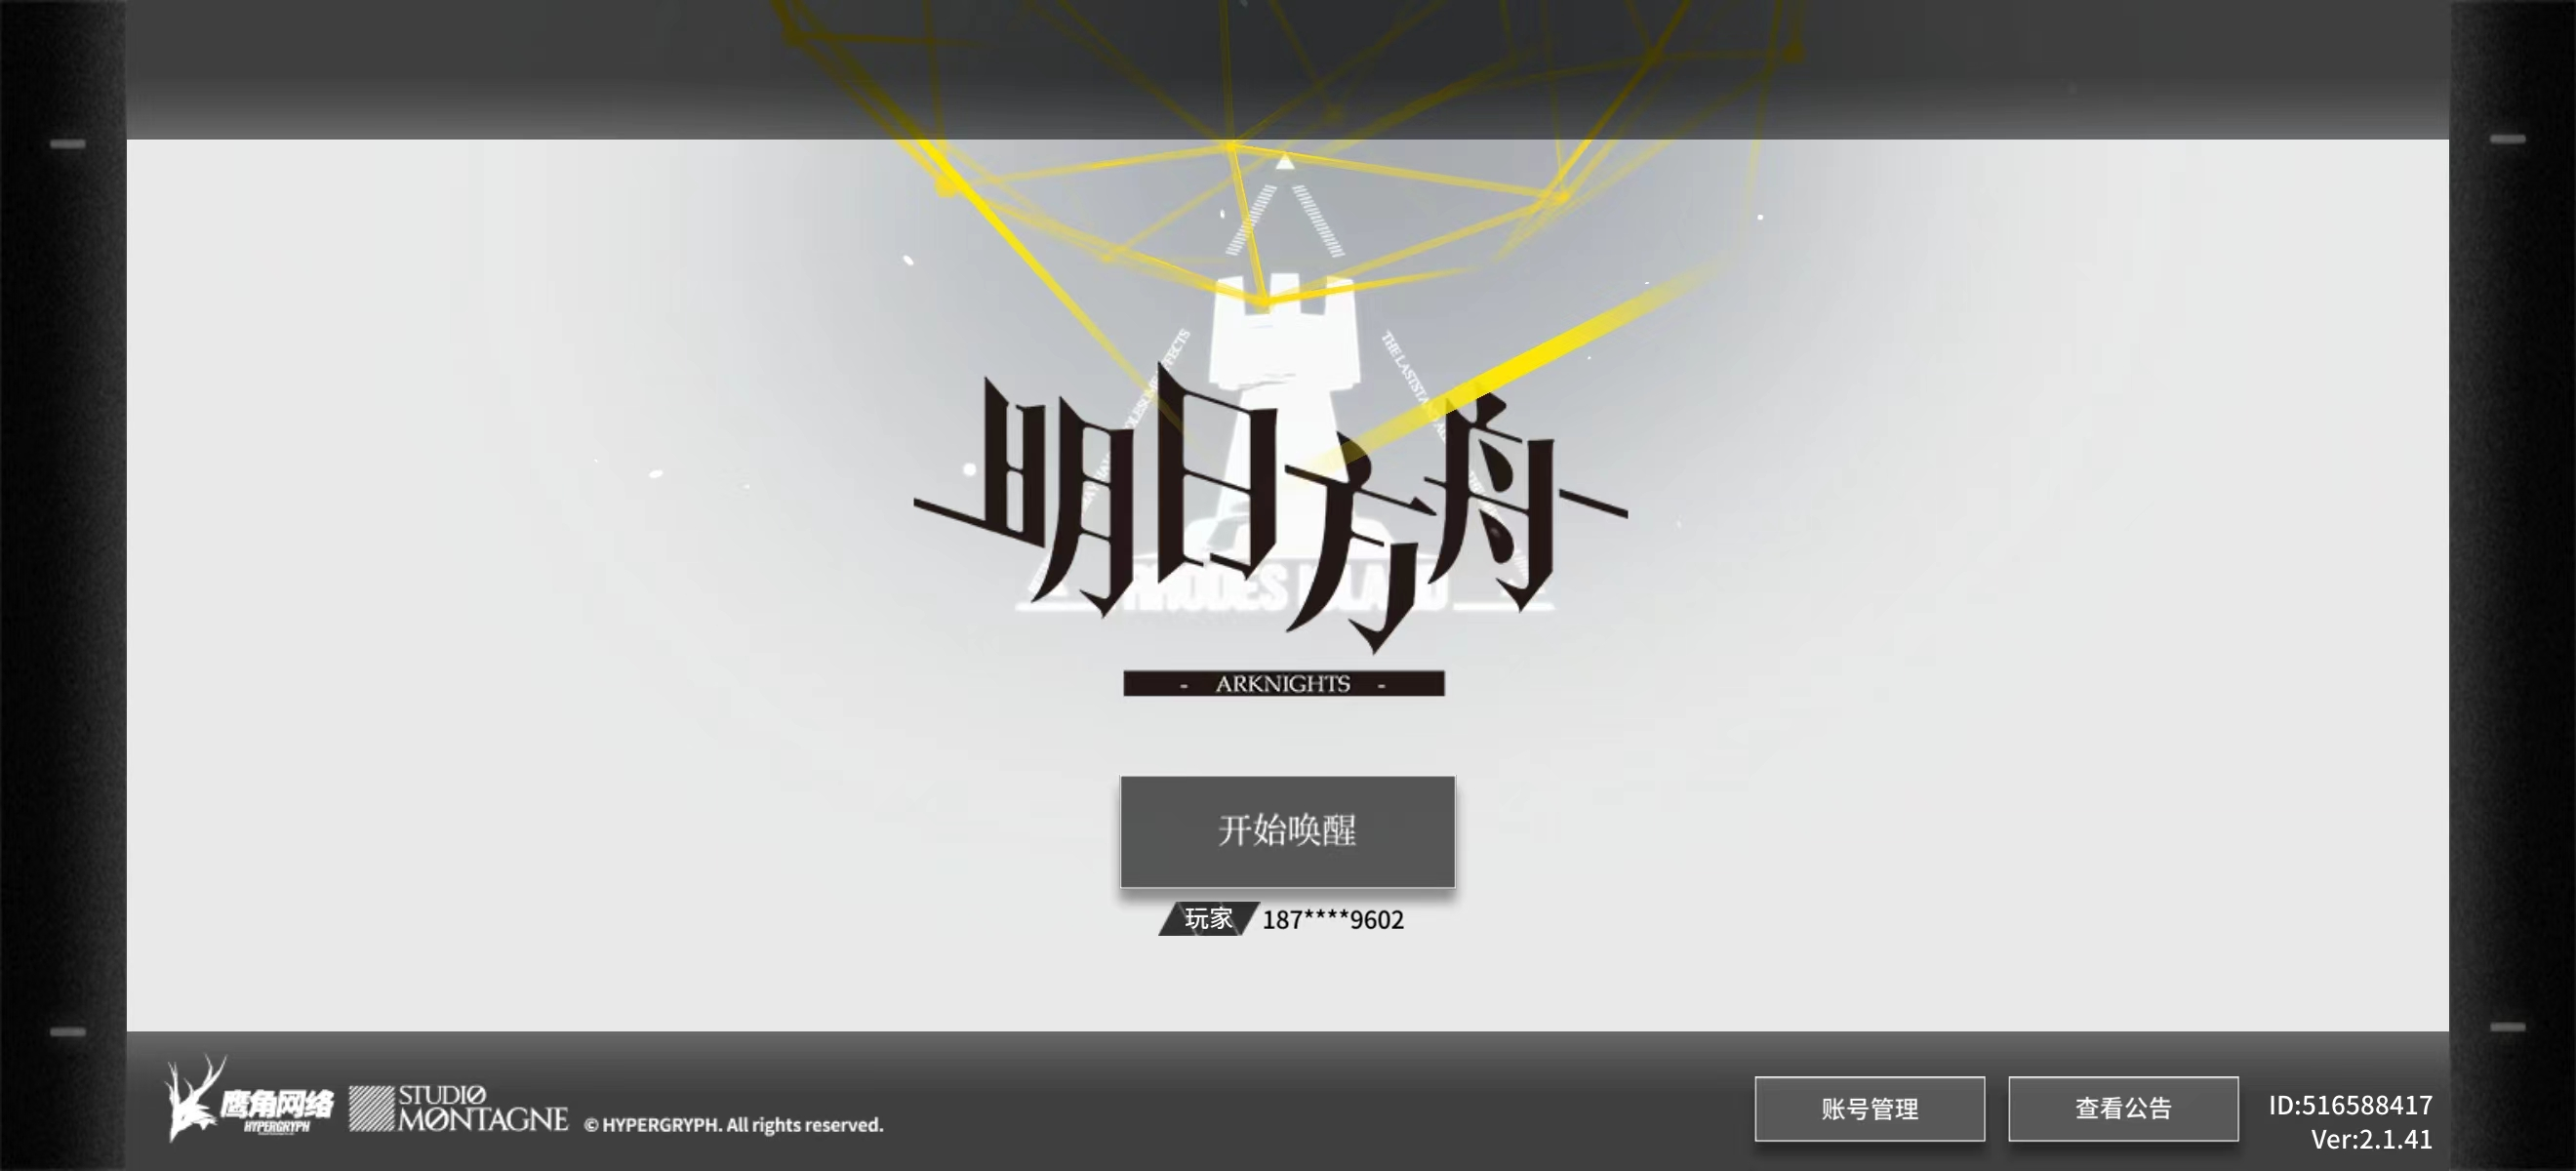 明日方舟
RHODES ISLAND
- ARKNIGHTS -
开始唤醒
玩家 187****9602
鹰角网络
HYPERGRYPH
STUDIO
MONTAGNE
© HYPERGRYPH. All rights reserved.
账号管理
查看公告
ID:516588417
Ver:2.1.41